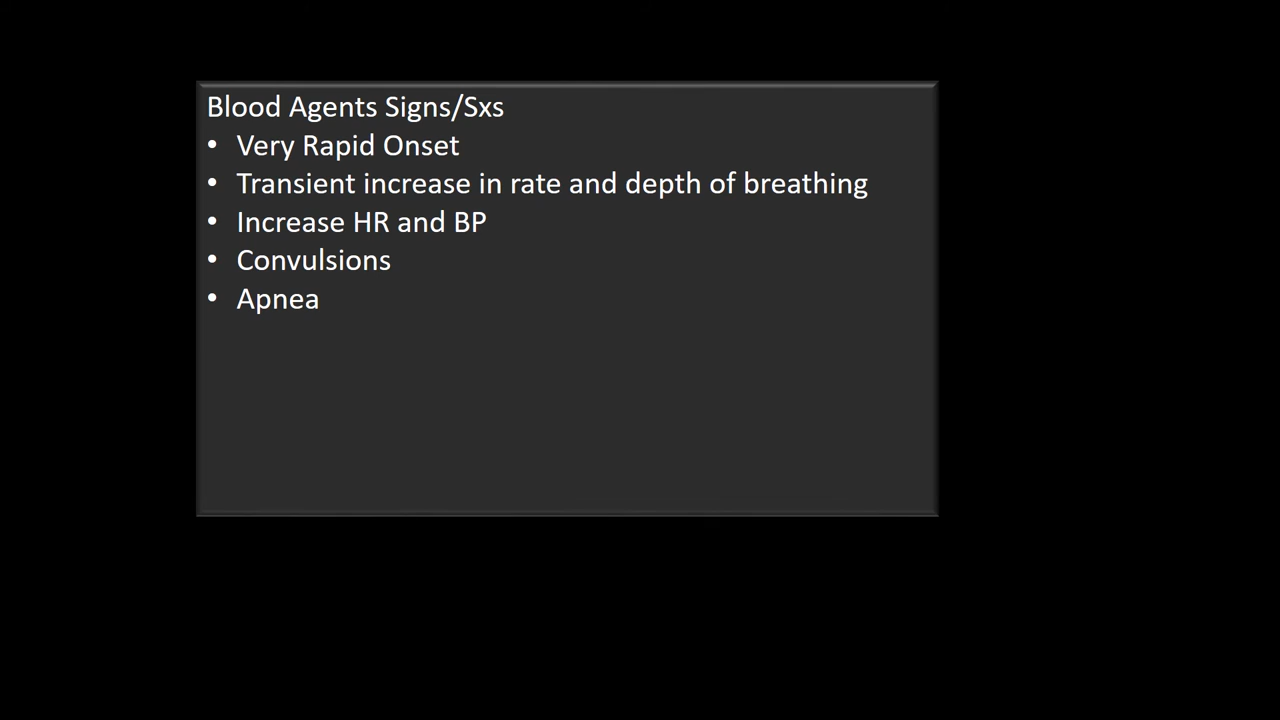 Blood Agents Signs/Sxs
• Very Rapid Onset
• Transient increase in rate and depth of breathing
• Increase HR and BP
• Convulsions
• Apnea